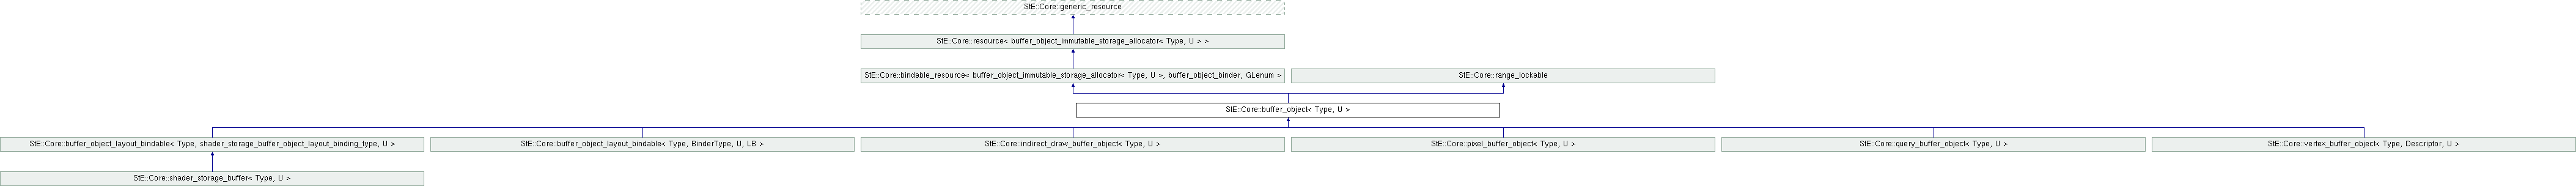 StE::Core::generic_resource
StE::Core::resource< buffer_object_immutable_storage_allocator< Type, U > >
StE::Core::bindable_resource< buffer_object_immutable_storage_allocator< Type, U >, buffer_object_binder, GLenum >
StE::Core::range_lockable
StE::Core::buffer_object< Type, U >
StE::Core::buffer_object_layout_bindable< Type, shader_storage_buffer_object_layout_binding_type, U >
StE::Core::buffer_object_layout_bindable< Type, BinderType, U, LB >
StE::Core::indirect_draw_buffer_object< Type, U >
StE::Core::pixel_buffer_object< Type, U >
StE::Core::query_buffer_object< Type, U >
StE::Core::vertex_buffer_object< Type, Descriptor, U >
StE::Core::shader_storage_buffer< Type, U >